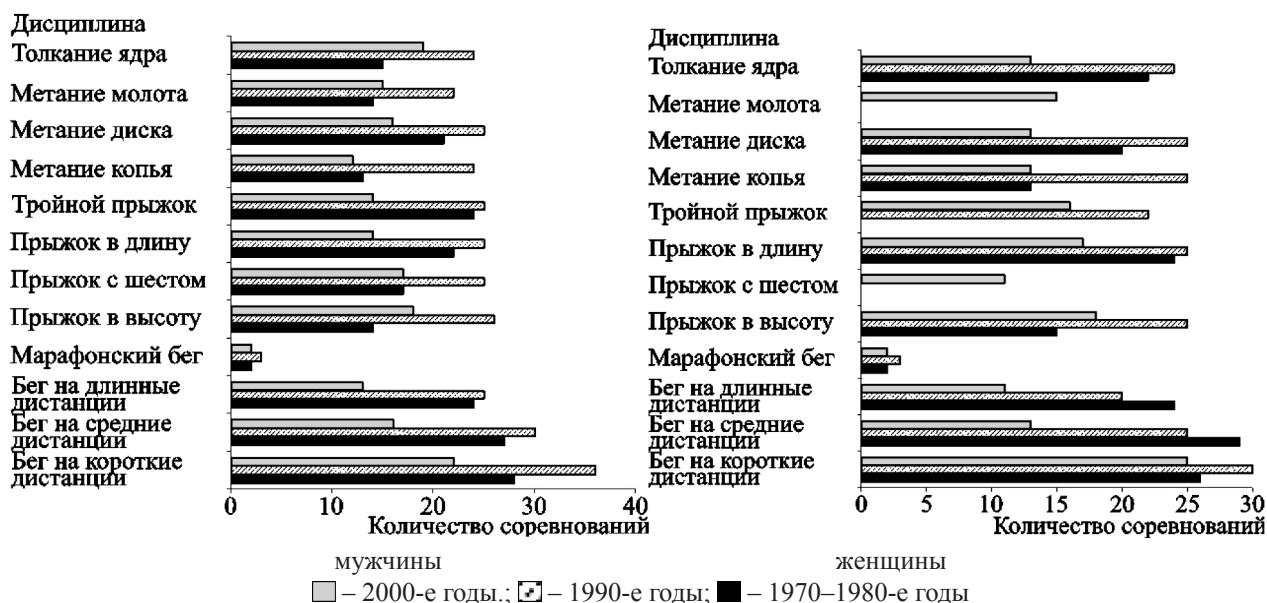 Дисциплина
Толкание ядра
Метание молота
Метание диска
Метание копья
Тройной прыжок
Прыжок в длину
Прыжок с шестом
Прыжок в высоту
Марафонский бег
Бег на длинные
дистанции
Бег на средние
дистанции
Бег на короткие
дистанции
0 10 20 30 40
Количество соревнований
Дисциплина
Толкание ядра
Метание молота
Метание диска
Метание копья
Тройной прыжок
Прыжок в длину
Прыжок с шестом
Прыжок в высоту
Марафонский бег
Бег на длинные
дистанции
Бег на средние
дистанции
Бег на короткие
дистанции
0 5 10 15 20 25 30
Количество соревнований
мужчины женщины
– 2000-е годы.; – 1990-е годы; – 1970–1980-е годы